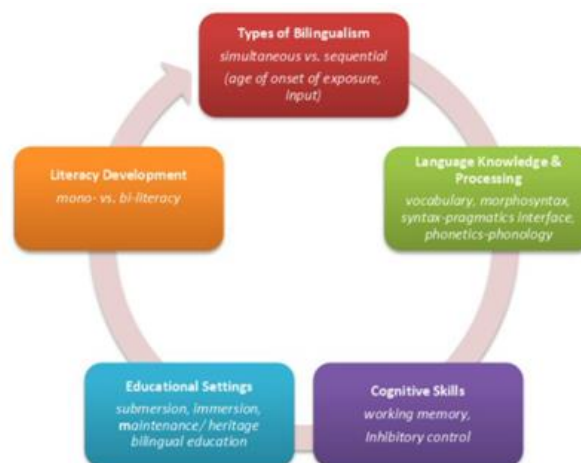 Types of Bilingualism
simultaneous vs. sequential
(age of onset of exposure,
Input)
Language Knowledge &
Processing
vocabulary, morphosyntax,
syntax-pragmatics interface,
phonetics-phonology
Cognitive Skills
working memory,
Inhibitory control
Educational Settings
submersion, immersion,
maintenance/ heritage
bilingual education
Literacy Development
mono- vs. bi-literacy